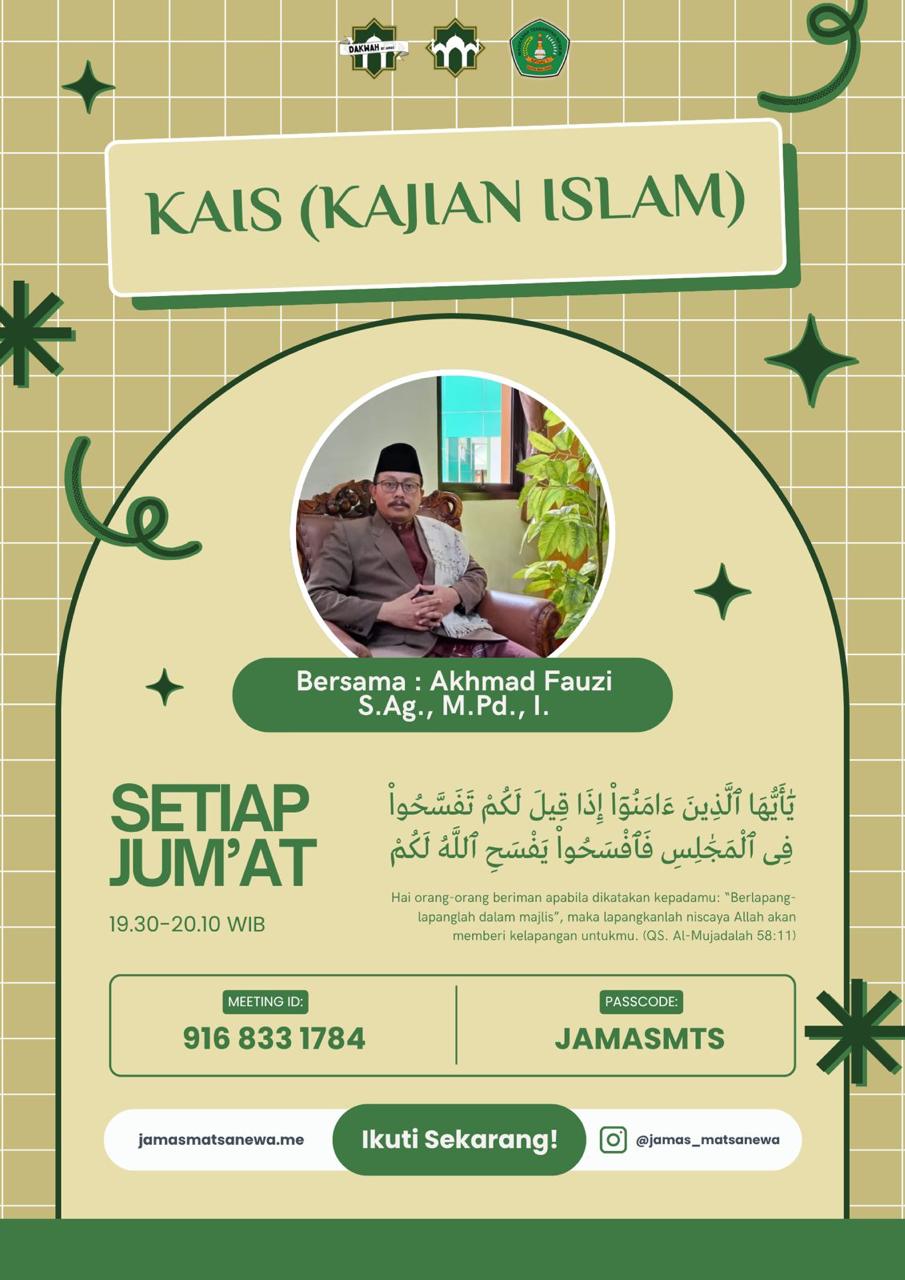 DAKWAH
KAIS (KAJIAN ISLAM)
Bersama : Akhmad Fauzi
S.Ag., M.Pd., I.
SETIAP
JUM’AT
19.30-20.10 WIB
يَٰٓأَيُّهَا ٱلَّذِينَ ءَامَنُوٓا۟ إِذَا قِيلَ لَكُمْ تَفَسَّحُوا۟
فِى ٱلْمَجَٰلِسِ فَٱفْسَحُوا۟ يَفْسَحِ ٱللَّهُ لَكُمْ
Hai orang-orang beriman apabila dikatakan kepadamu: “Berlapang-
lapanglah dalam majlis”, maka lapangkanlah niscaya Allah akan
memberi kelapangan untukmu. (QS. Al-Mujadalah 58:11)
MEETING ID:
916 833 1784
PASSCODE:
JAMASMTS
jamasmatsanewa.me
Ikuti Sekarang!
@jamas_matsanewa